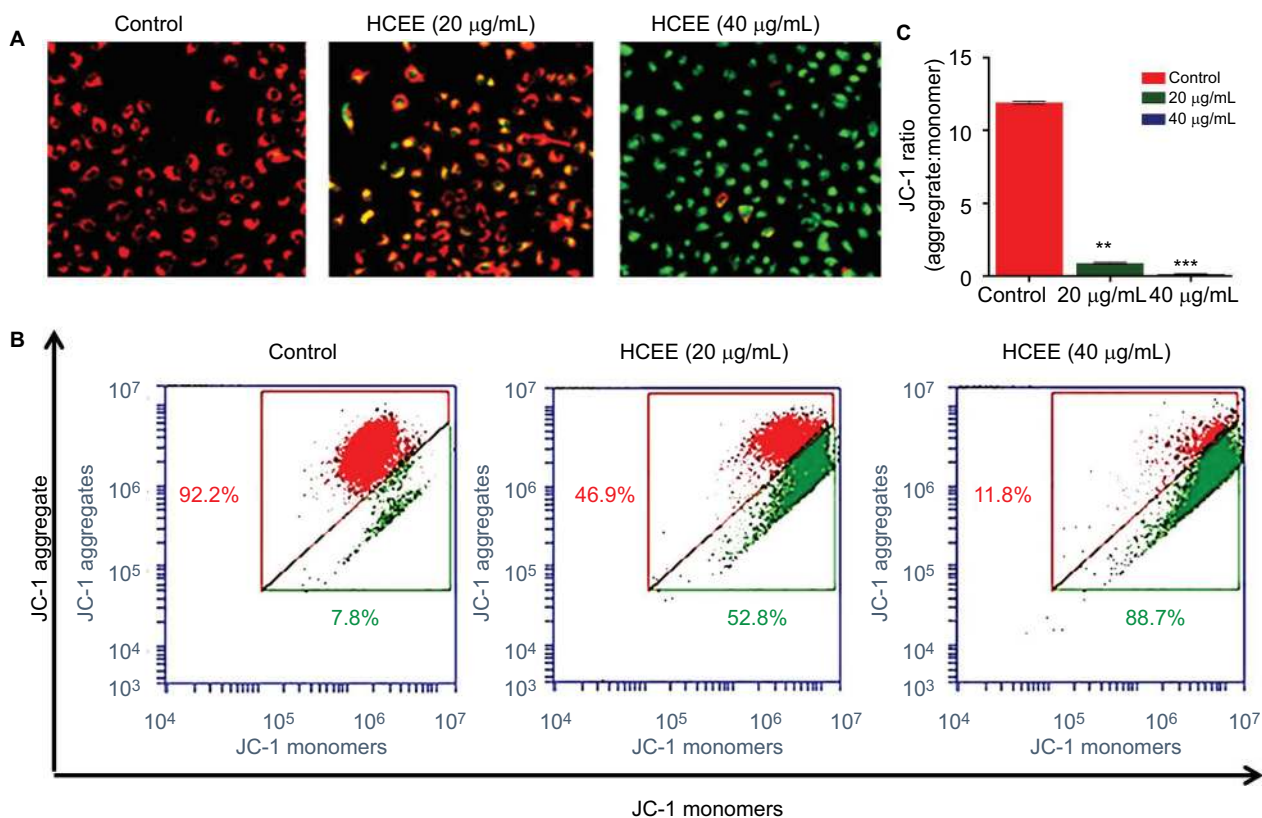 A
Control
HCEE (20 μg/mL)
HCEE (40 μg/mL)
C
JC-1 ratio
(aggregrate:monomer)
15
10
5
0
Control
20 μg/mL
40 μg/mL
**
***
Control 20 μg/mL 40 μg/mL
B
JC-1 aggregate
Control
JC-1 aggregates
10⁷
10⁶
10⁵
10⁴
10³
92.2%
7.8%
10⁴ 10⁵ 10⁶ 10⁷
JC-1 monomers
HCEE (20 μg/mL)
JC-1 aggregates
10⁷
10⁶
10⁵
10⁴
10³
46.9%
52.8%
10⁴ 10⁵ 10⁶ 10⁷
JC-1 monomers
HCEE (40 μg/mL)
JC-1 aggregates
10⁷
10⁶
10⁵
10⁴
10³
11.8%
88.7%
10⁴ 10⁵ 10⁶ 10⁷
JC-1 monomers
JC-1 monomers